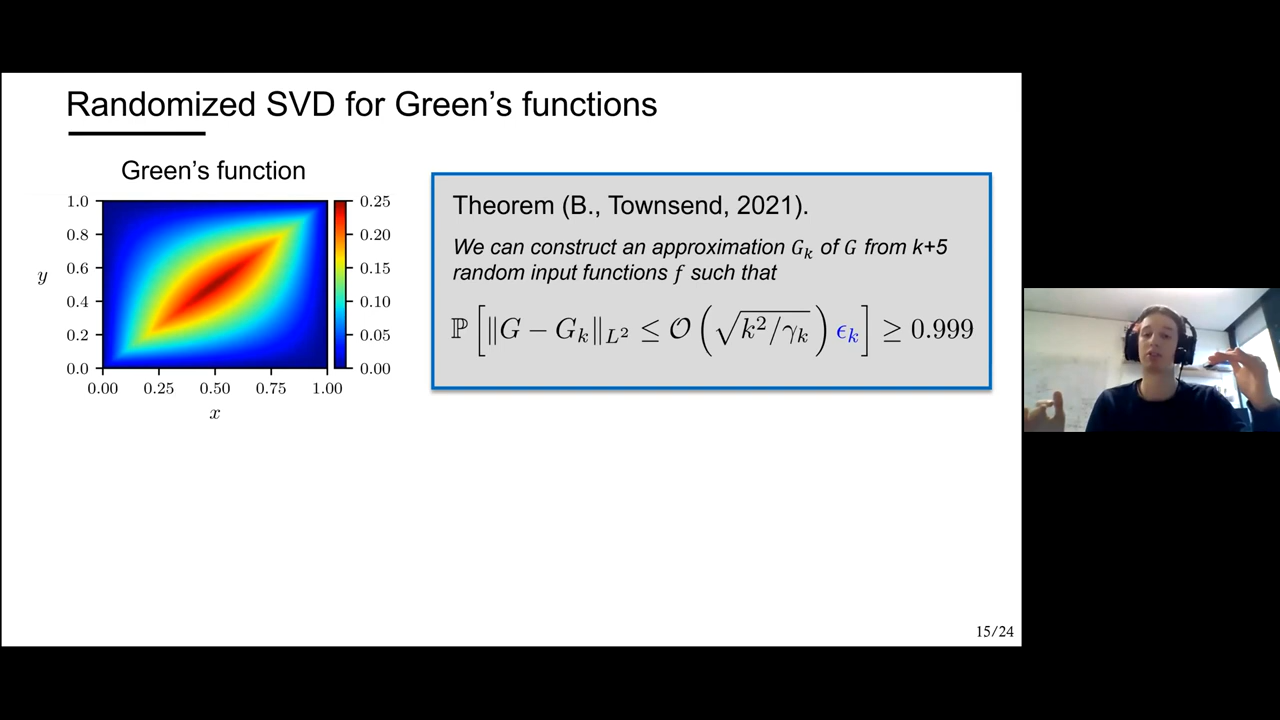 Randomized SVD for Green's functions
Green's function
1.0
0.8
0.6
0.4
0.2
0.0
y
0.00 0.25 0.50 0.75 1.00
x
0.25
0.20
0.15
0.10
0.05
0.00
Theorem (B., Townsend, 2021).
We can construct an approximation G_k of G from k+5
random input functions f such that
ℙ[‖G − G_k‖_{L²} ≤ 𝒪(√(k²/γ_k)) ϵ_k] ≥ 0.999
15/24